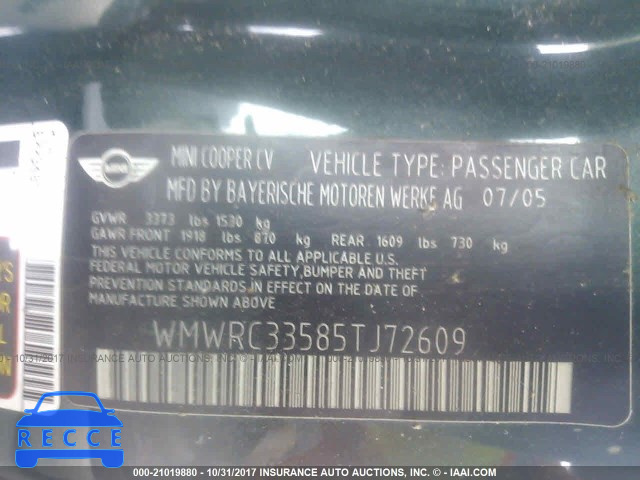 MINI
MINI COOPER CV VEHICLE TYPE: PASSENGER CAR
MFD BY BAYERISCHE MOTOREN WERKE AG 07/05
GVWR 3373 lbs 1530 kg
GAWR FRONT 1918 lbs 870 kg REAR 1609 lbs 730 kg
THIS VEHICLE CONFORMS TO ALL APPLICABLE U.S.
FEDERAL MOTOR VEHICLE SAFETY, BUMPER AND THEFT
PREVENTION STANDARDS IN EFFECT ON THE DATE OF
MANUFACTURE SHOWN ABOVE.
WMWRC33585TJ72609
RECCE
000-21019880 - 10/31/2017 INSURANCE AUTO AUCTIONS, INC. - © - IAAI.COM